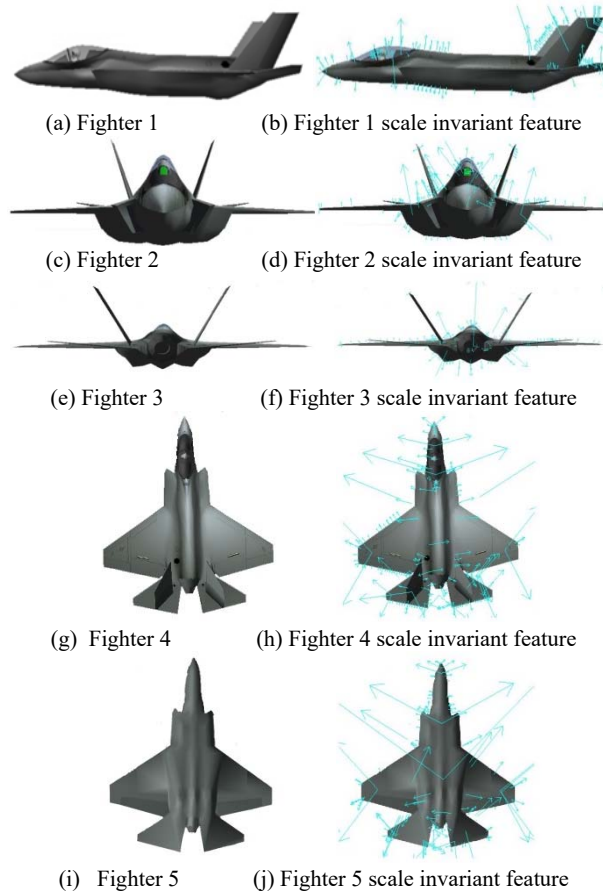 (a) Fighter 1 (b) Fighter 1 scale invariant feature
(c) Fighter 2 (d) Fighter 2 scale invariant feature
(e) Fighter 3 (f) Fighter 3 scale invariant feature
(g) Fighter 4 (h) Fighter 4 scale invariant feature
(i) Fighter 5 (j) Fighter 5 scale invariant feature